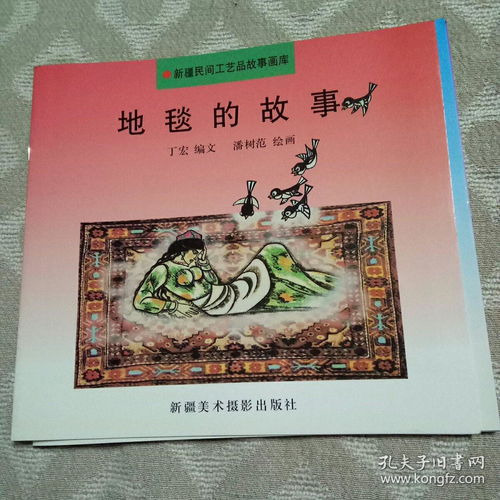 新疆民间工艺品故事画库
地毯的故事
丁宏 编文 潘树范 绘画
新疆美术摄影出版社
孔夫子旧书网
www.kongfz.com